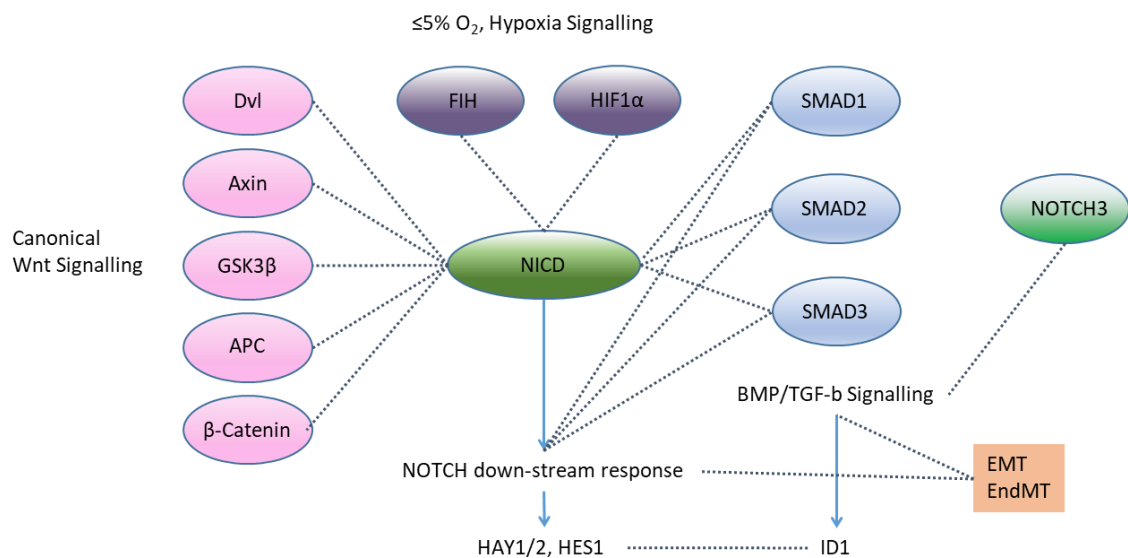 ≤5% O₂, Hypoxia Signalling
Dvl
FIH
HIF1α
SMAD1
Axin
SMAD2
NOTCH3
Canonical
Wnt Signalling
GSK3β
NICD
SMAD3
APC
BMP/TGF-b Signalling
β-Catenin
NOTCH down-stream response
EMT
EndMT
HAY1/2, HES1
ID1